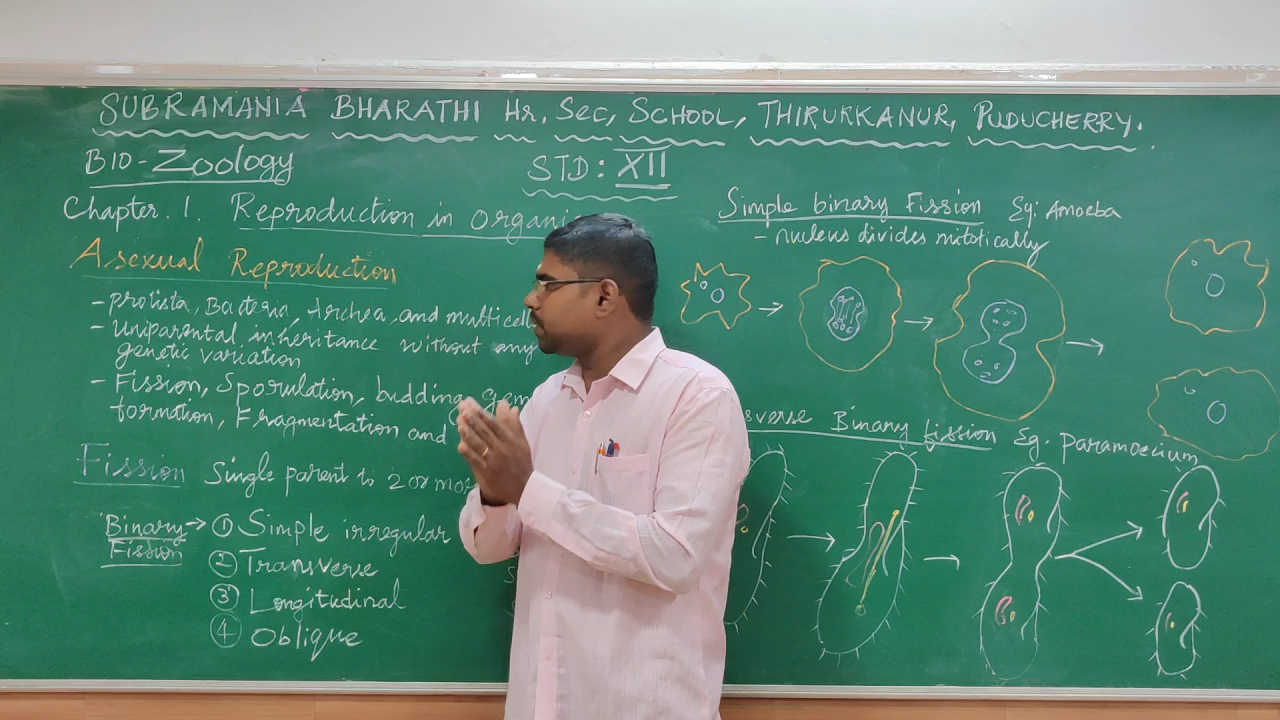 SUBRAMANIA BHARATHI Hr. Sec, SCHOOL, THIRUKKANUR, PUDUCHERRY.
BIO-Zoology
STD: XII
Chapter. 1. Reproduction in organi
Asexual Reproduction
- protista, Bacteria, Archea, and multicell
- Uniparental inheritance without any
genetic variation
- Fission, Sporulation, budding, gem
formation, Fragmentation and
Fission Single parent to 2 or mor
Binary Fission → ① Simple irregular
② Transverse
③ Longitudinal
④ Oblique
Simple binary Fission Eg: Amoeba
- nucleus divides mitotically
sverse Binary fission Eg. paramoecium